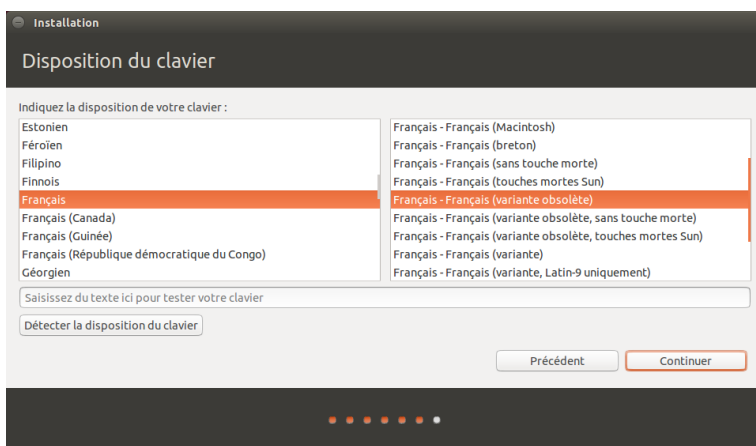 Installation
Disposition du clavier
Indiquez la disposition de votre clavier :
Estonien
Féroïen
Filipino
Finnois
Français
Français (Canada)
Français (Guinée)
Français (République démocratique du Congo)
Géorgien
Français - Français (Macintosh)
Français - Français (breton)
Français - Français (sans touche morte)
Français - Français (touches mortes Sun)
Français - Français (variante obsolète)
Français - Français (variante obsolète, sans touche morte)
Français - Français (variante obsolète, touches mortes Sun)
Français - Français (variante)
Français - Français (variante, Latin-9 uniquement)
Saisissez du texte ici pour tester votre clavier
Détecter la disposition du clavier
Précédent
Continuer